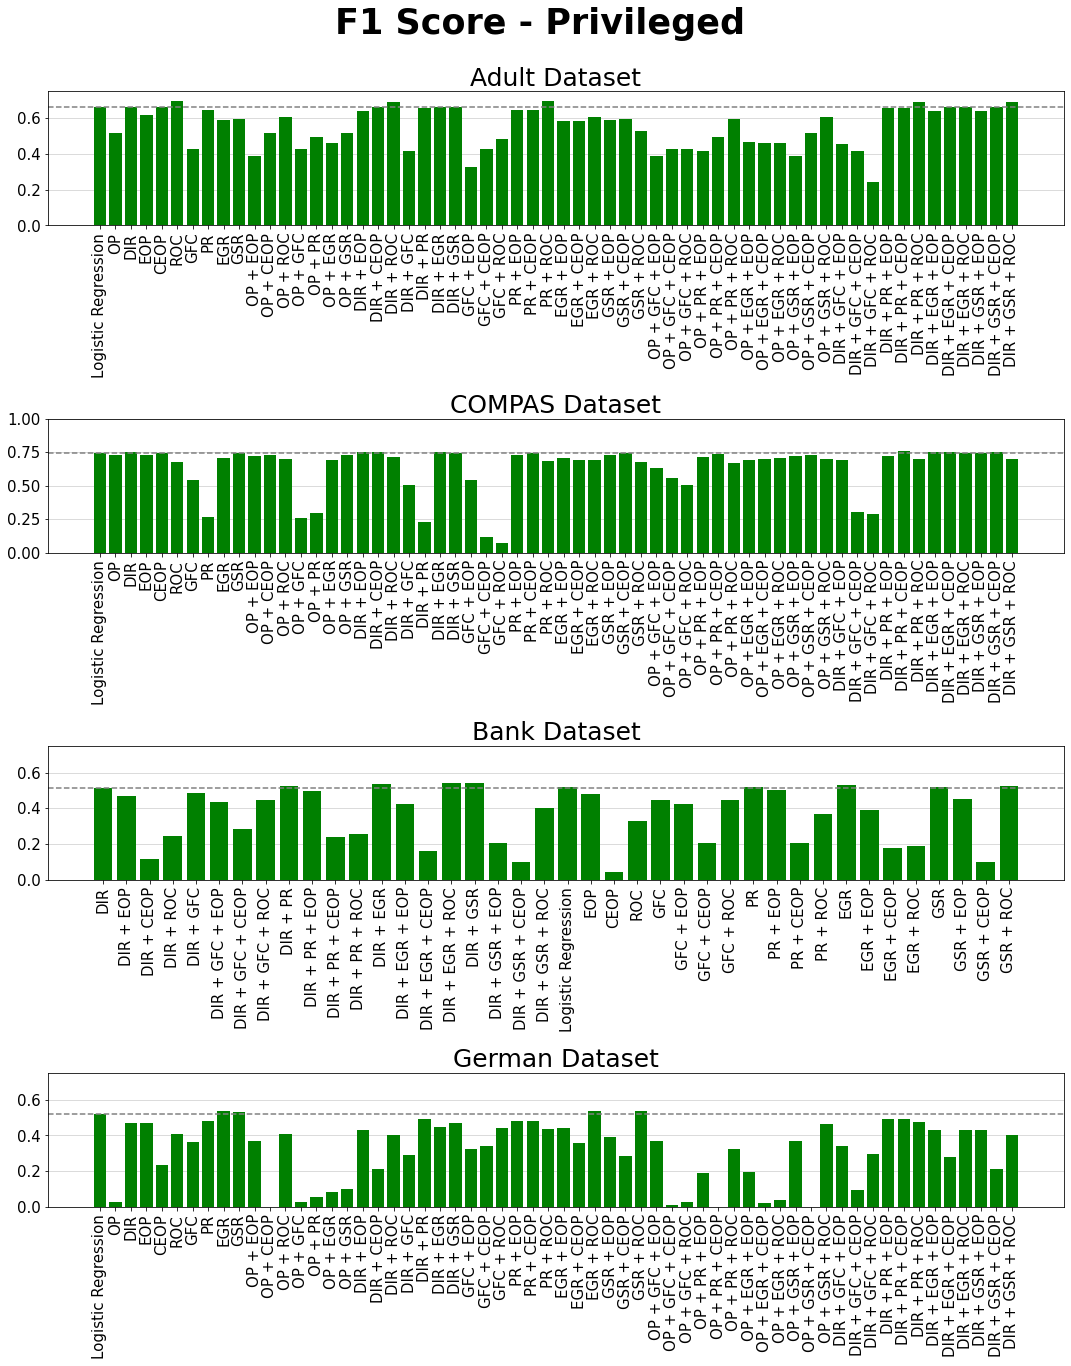 F1 Score - Privileged
Adult Dataset
0.6
0.4
0.2
0.0
Logistic Regression
OP
DIR
EOP
CEOP
ROC
GFC
PR
EGR
GSR
OP + EOP
OP + CEOP
OP + ROC
OP + GFC
OP + PR
OP + EGR
OP + GSR
DIR + EOP
DIR + CEOP
DIR + ROC
DIR + GFC
DIR + PR
DIR + EGR
DIR + GSR
GFC + EOP
GFC + CEOP
GFC + ROC
PR + EOP
PR + CEOP
PR + ROC
EGR + EOP
EGR + CEOP
EGR + ROC
GSR + EOP
GSR + CEOP
GSR + ROC
OP + GFC + EOP
OP + GFC + CEOP
OP + GFC + ROC
OP + PR + EOP
OP + PR + CEOP
OP + PR + ROC
OP + EGR + EOP
OP + EGR + CEOP
OP + EGR + ROC
OP + GSR + EOP
OP + GSR + CEOP
OP + GSR + ROC
DIR + GFC + EOP
DIR + GFC + CEOP
DIR + GFC + ROC
DIR + PR + EOP
DIR + PR + CEOP
DIR + PR + ROC
DIR + EGR + EOP
DIR + EGR + CEOP
DIR + EGR + ROC
DIR + GSR + EOP
DIR + GSR + CEOP
DIR + GSR + ROC
COMPAS Dataset
1.00
0.75
0.50
0.25
0.00
Logistic Regression
OP
DIR
EOP
CEOP
ROC
GFC
PR
EGR
GSR
OP + EOP
OP + CEOP
OP + ROC
OP + GFC
OP + PR
OP + EGR
OP + GSR
DIR + EOP
DIR + CEOP
DIR + ROC
DIR + GFC
DIR + PR
DIR + EGR
DIR + GSR
GFC + EOP
GFC + CEOP
GFC + ROC
PR + EOP
PR + CEOP
PR + ROC
EGR + EOP
EGR + CEOP
EGR + ROC
GSR + EOP
GSR + CEOP
GSR + ROC
OP + GFC + EOP
OP + GFC + CEOP
OP + GFC + ROC
OP + PR + EOP
OP + PR + CEOP
OP + PR + ROC
OP + EGR + EOP
OP + EGR + CEOP
OP + EGR + ROC
OP + GSR + EOP
OP + GSR + CEOP
OP + GSR + ROC
DIR + GFC + EOP
DIR + GFC + CEOP
DIR + GFC + ROC
DIR + PR + EOP
DIR + PR + CEOP
DIR + PR + ROC
DIR + EGR + EOP
DIR + EGR + CEOP
DIR + EGR + ROC
DIR + GSR + EOP
DIR + GSR + CEOP
DIR + GSR + ROC
Bank Dataset
0.6
0.4
0.2
0.0
DIR
DIR + EOP
DIR + CEOP
DIR + ROC
DIR + GFC
DIR + GFC + EOP
DIR + GFC + CEOP
DIR + GFC + ROC
DIR + PR
DIR + PR + EOP
DIR + PR + CEOP
DIR + PR + ROC
DIR + EGR
DIR + EGR + EOP
DIR + EGR + CEOP
DIR + EGR + ROC
DIR + GSR
DIR + GSR + EOP
DIR + GSR + CEOP
DIR + GSR + ROC
Logistic Regression
EOP
CEOP
ROC
GFC
GFC + EOP
GFC + CEOP
GFC + ROC
PR
PR + EOP
PR + CEOP
PR + ROC
EGR
EGR + EOP
EGR + CEOP
EGR + ROC
GSR
GSR + EOP
GSR + CEOP
GSR + ROC
German Dataset
0.6
0.4
0.2
0.0
Logistic Regression
OP
DIR
EOP
CEOP
ROC
GFC
PR
EGR
GSR
OP + EOP
OP + CEOP
OP + ROC
OP + GFC
OP + PR
OP + EGR
OP + GSR
DIR + EOP
DIR + CEOP
DIR + ROC
DIR + GFC
DIR + PR
DIR + EGR
DIR + GSR
GFC + EOP
GFC + CEOP
GFC + ROC
PR + EOP
PR + CEOP
PR + ROC
EGR + EOP
EGR + CEOP
EGR + ROC
GSR + EOP
GSR + CEOP
GSR + ROC
OP + GFC + EOP
OP + GFC + CEOP
OP + GFC + ROC
OP + PR + EOP
OP + PR + CEOP
OP + PR + ROC
OP + EGR + EOP
OP + EGR + CEOP
OP + EGR + ROC
OP + GSR + EOP
OP + GSR + CEOP
OP + GSR + ROC
DIR + GFC + EOP
DIR + GFC + CEOP
DIR + GFC + ROC
DIR + PR + EOP
DIR + PR + CEOP
DIR + PR + ROC
DIR + EGR + EOP
DIR + EGR + CEOP
DIR + EGR + ROC
DIR + GSR + EOP
DIR + GSR + CEOP
DIR + GSR + ROC